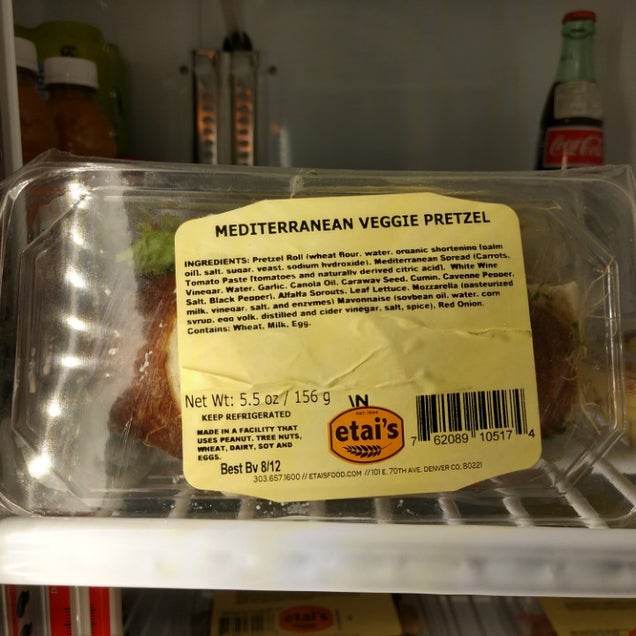 MEDITERRANEAN VEGGIE PRETZEL
INGREDIENTS: Pretzel Roll (wheat flour, water, organic shortening (palm
oil), salt, sugar, yeast, sodium hydroxide), Mediterranean Spread (Carrots,
Tomato Paste [tomatoes and naturally derived citric acid], White Wine
Vinegar, Water, Garlic, Canola Oil, Caraway Seed, Cumin, Cayenne Pepper,
Salt, Black Pepper), Alfalfa Sprouts, Leaf Lettuce, Mozzarella (pasteurized
milk, vinegar, salt, and enzymes) Mayonnaise (soybean oil, water, corn
syrup, egg yolk, distilled and cider vinegar, salt, spice), Red Onion.
Contains: Wheat, Milk, Egg.
Net Wt: 5.5 oz / 156 g
IN
KEEP REFRIGERATED
MADE IN A FACILITY THAT
USES PEANUT, TREE NUTS,
WHEAT, DAIRY, SOY AND
EGGS.
Best By 8/12
etai's
7 62089 10517 4
303.657.1600 // ETAISFOOD.COM // 101 E. 70TH AVE. DENVER CO, 80221
Coca-Cola
etai's